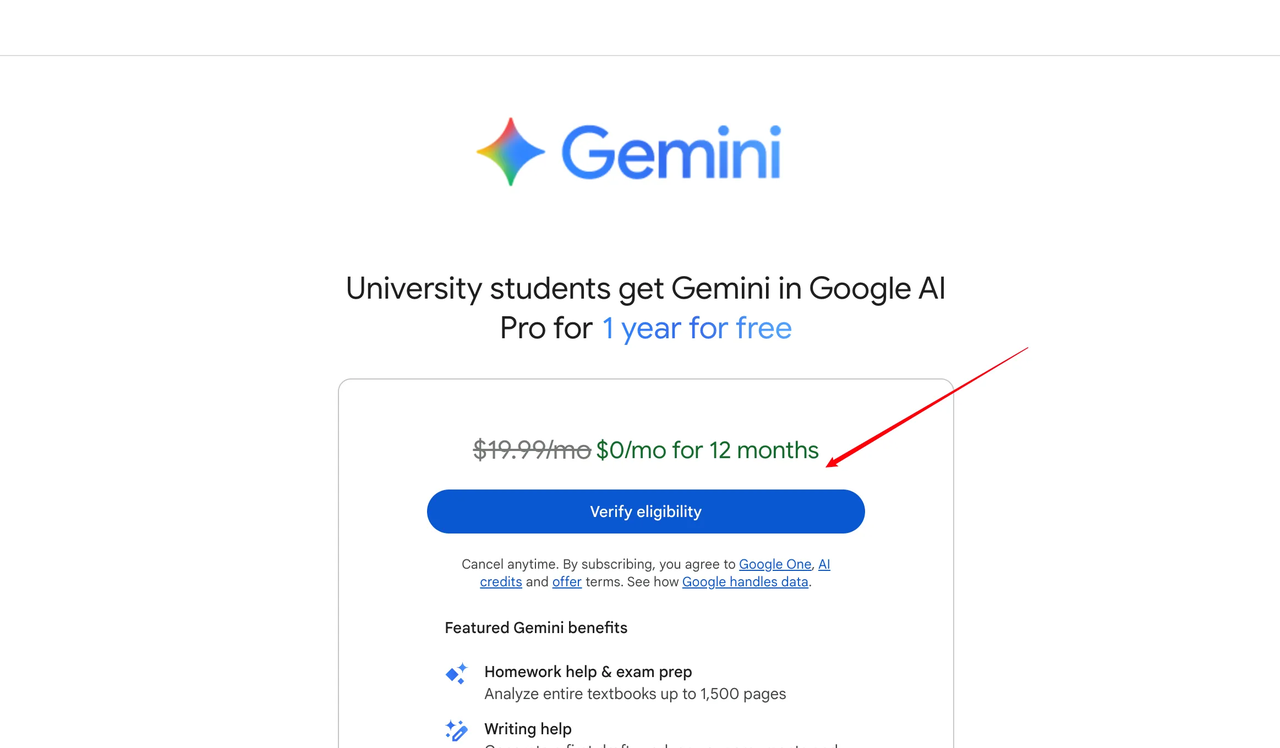 Gemini
University students get Gemini in Google AI
Pro for 1 year for free
$19.99/mo $0/mo for 12 months
Verify eligibility
Cancel anytime. By subscribing, you agree to Google One, AI
credits and offer terms. See how Google handles data.
Featured Gemini benefits
Homework help & exam prep
Analyze entire textbooks up to 1,500 pages
Writing help